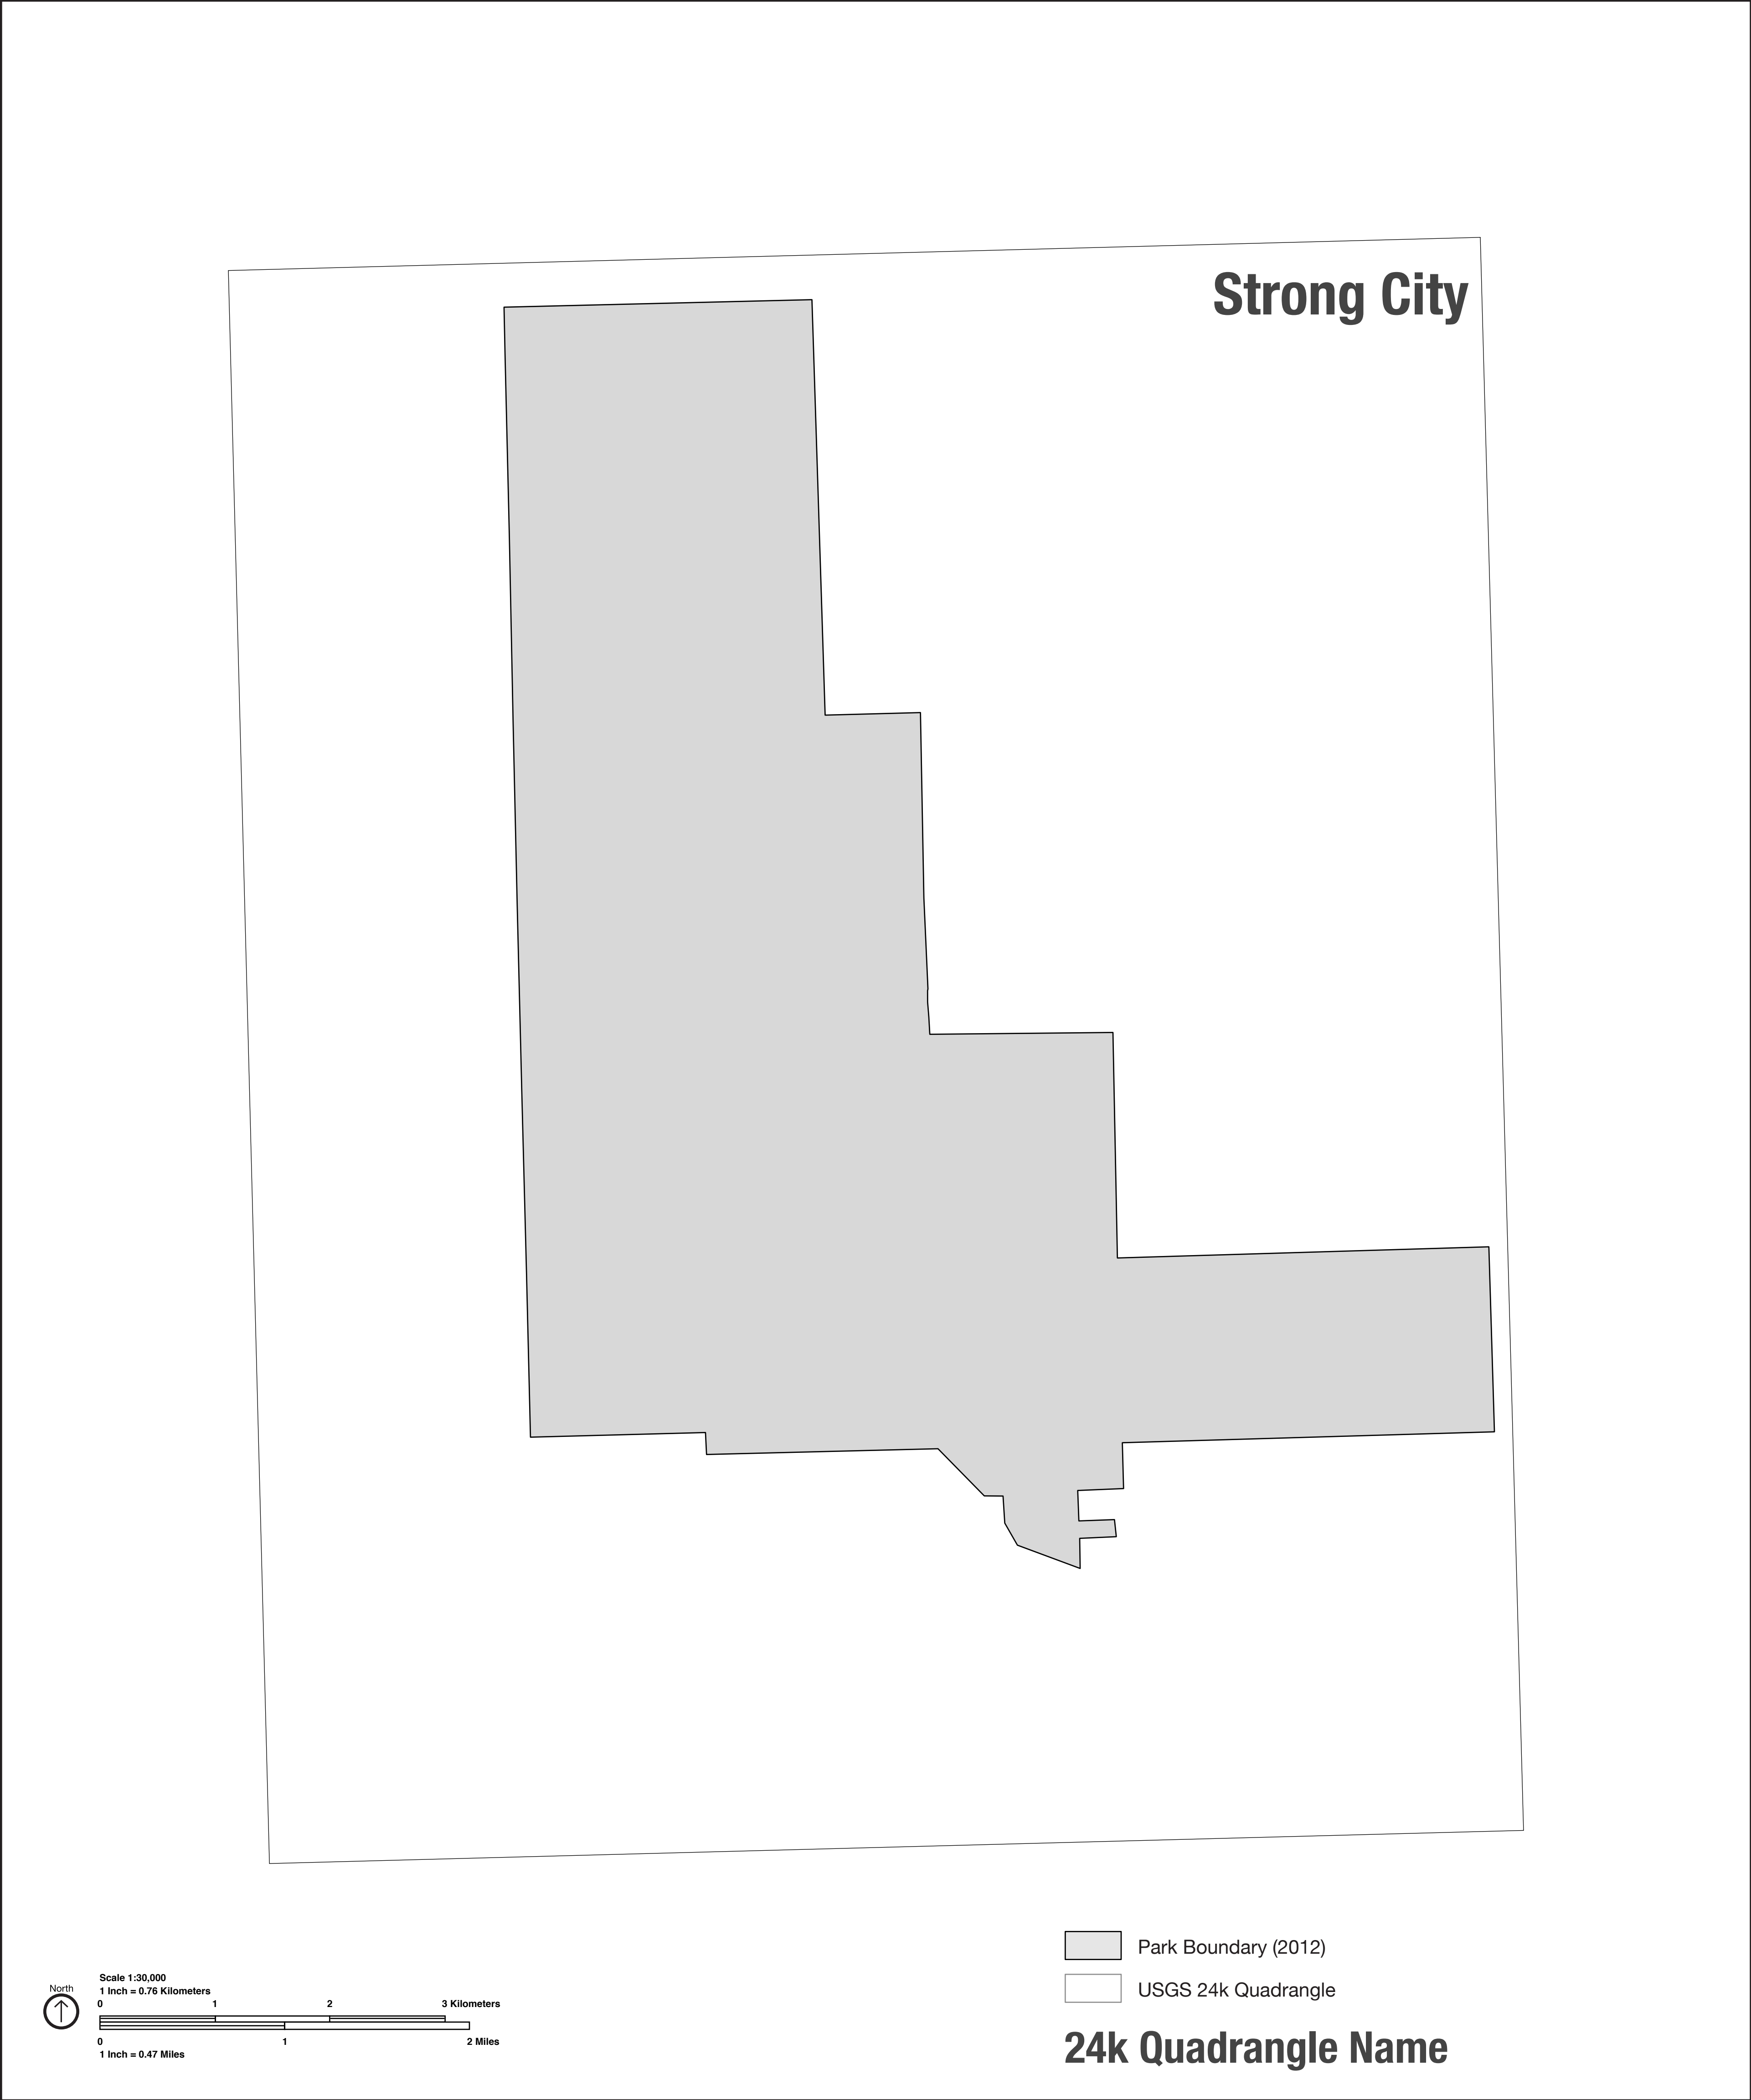 Strong City
Park Boundary (2012)
USGS 24k Quadrangle
24k Quadrangle Name
North
Scale 1:30,000
1 Inch = 0.76 Kilometers
0 1 2 3 Kilometers
0 1 2 Miles
1 Inch = 0.47 Miles